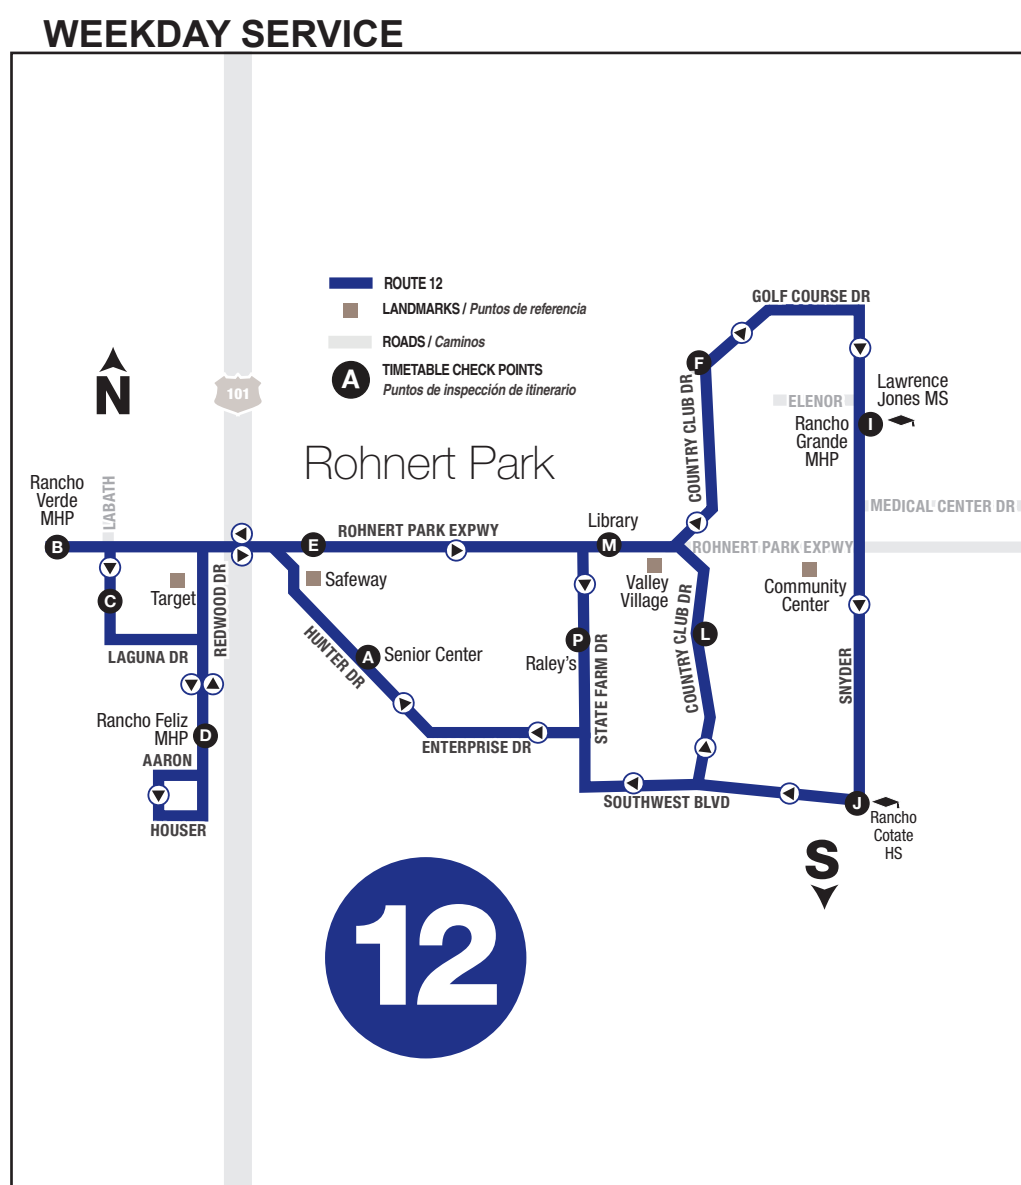 WEEKDAY SERVICE
ROUTE 12
LANDMARKS / Puntos de referencia
ROADS / Caminos
A
TIMETABLE CHECK POINTS
Puntos de inspección de itinerario
N
101
GOLF COURSE DR
F
COUNTRY CLUB DR
ELENOR
Lawrence
Jones MS
I
Rancho
Grande
MHP
MEDICAL CENTER DR
Rohnert Park
Rancho
Verde
MHP
B
LABATH
E
ROHNERT PARK EXPWY
Library
M
ROHNERT PARK EXPWY
C
Target
REDWOOD DR
Safeway
Valley
Village
Community
Center
LAGUNA DR
HUNTER DR
A
Senior Center
P
Raley's
STATE FARM DR
COUNTRY CLUB DR
L
SNYDER
Rancho Feliz
MHP
D
AARON
HOUSER
ENTERPRISE DR
SOUTHWEST BLVD
J
Rancho
Cotate
HS
S
12